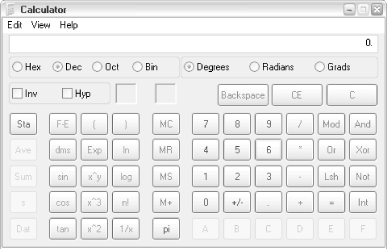 Calculator
Edit View Help
0.
Hex Dec Oct Bin Degrees Radians Grads
Inv Hyp Backspace CE C
Sta F-E ( ) MC 7 8 9 / Mod And
Ave dms Exp ln MR 4 5 6 * Or Xor
Sum sin x^y log MS 1 2 3 - Lsh Not
s cos x^3 n! M+ 0 +/- . + = Int
Dat tan x^2 1/x pi A B C D E F